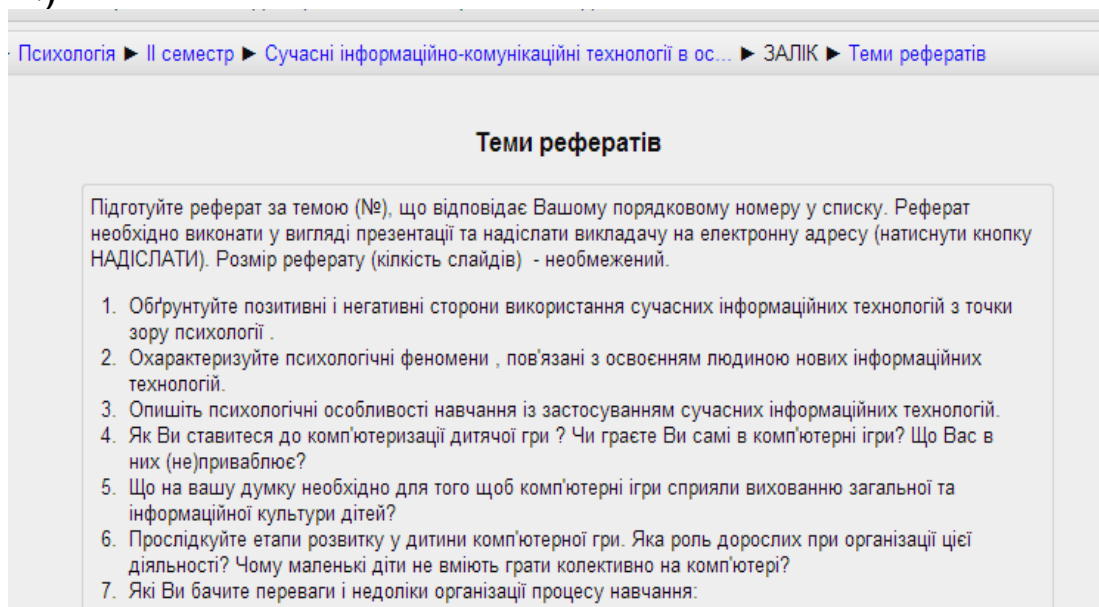 Психологія ► II семестр ► Сучасні інформаційно-комунікаційні технології в ос... ► ЗАЛІК ► Теми рефератів
Теми рефератів
Підготуйте реферат за темою (№), що відповідає Вашому порядковому номеру у списку. Реферат
необхідно виконати у вигляді презентації та надіслати викладачу на електронну адресу (натиснути кнопку
НАДІСЛАТИ). Розмір реферату (кілкість слайдів) - необмежений.
1. Обґрунтуйте позитивні і негативні сторони використання сучасних інформаційних технологій з точки
зору психології .
2. Охарактеризуйте психологічні феномени , пов'язані з освоєнням людиною нових інформаційних
технологій.
3. Опишіть психологічні особливості навчання із застосуванням сучасних інформаційних технологій.
4. Як Ви ставитеся до комп'ютеризації дитячої гри ? Чи граєте Ви самі в комп'ютерні ігри? Що Вас в
них (не)приваблює?
5. Що на вашу думку необхідно для того щоб комп'ютерні ігри сприяли вихованню загальної та
інформаційної культури дітей?
6. Прослідкуйте етапи розвитку у дитини комп'ютерної гри. Яка роль дорослих при організації цієї
діяльності? Чому маленькі діти не вміють грати колективно на комп'ютері?
7. Які Ви бачите переваги і недоліки організації процесу навчання: